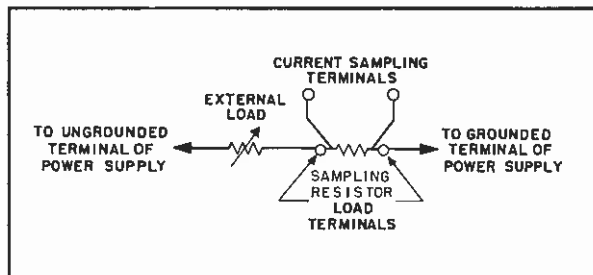 CURRENT SAMPLING
TERMINALS
EXTERNAL
LOAD
TO UNGROUNDED
TERMINAL OF
POWER SUPPLY
TO GROUNDED
TERMINAL OF
POWER SUPPLY
SAMPLING
RESISTOR
LOAD
TERMINALS